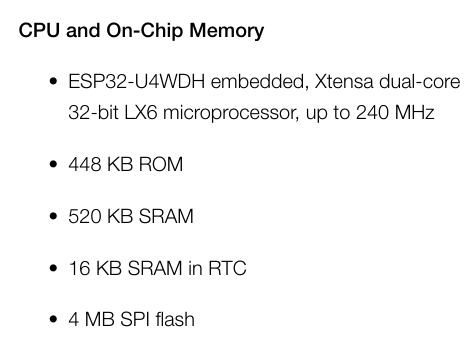 CPU and On-Chip Memory
• ESP32-U4WDH embedded, Xtensa dual-core
32-bit LX6 microprocessor, up to 240 MHz
• 448 KB ROM
• 520 KB SRAM
• 16 KB SRAM in RTC
• 4 MB SPI flash